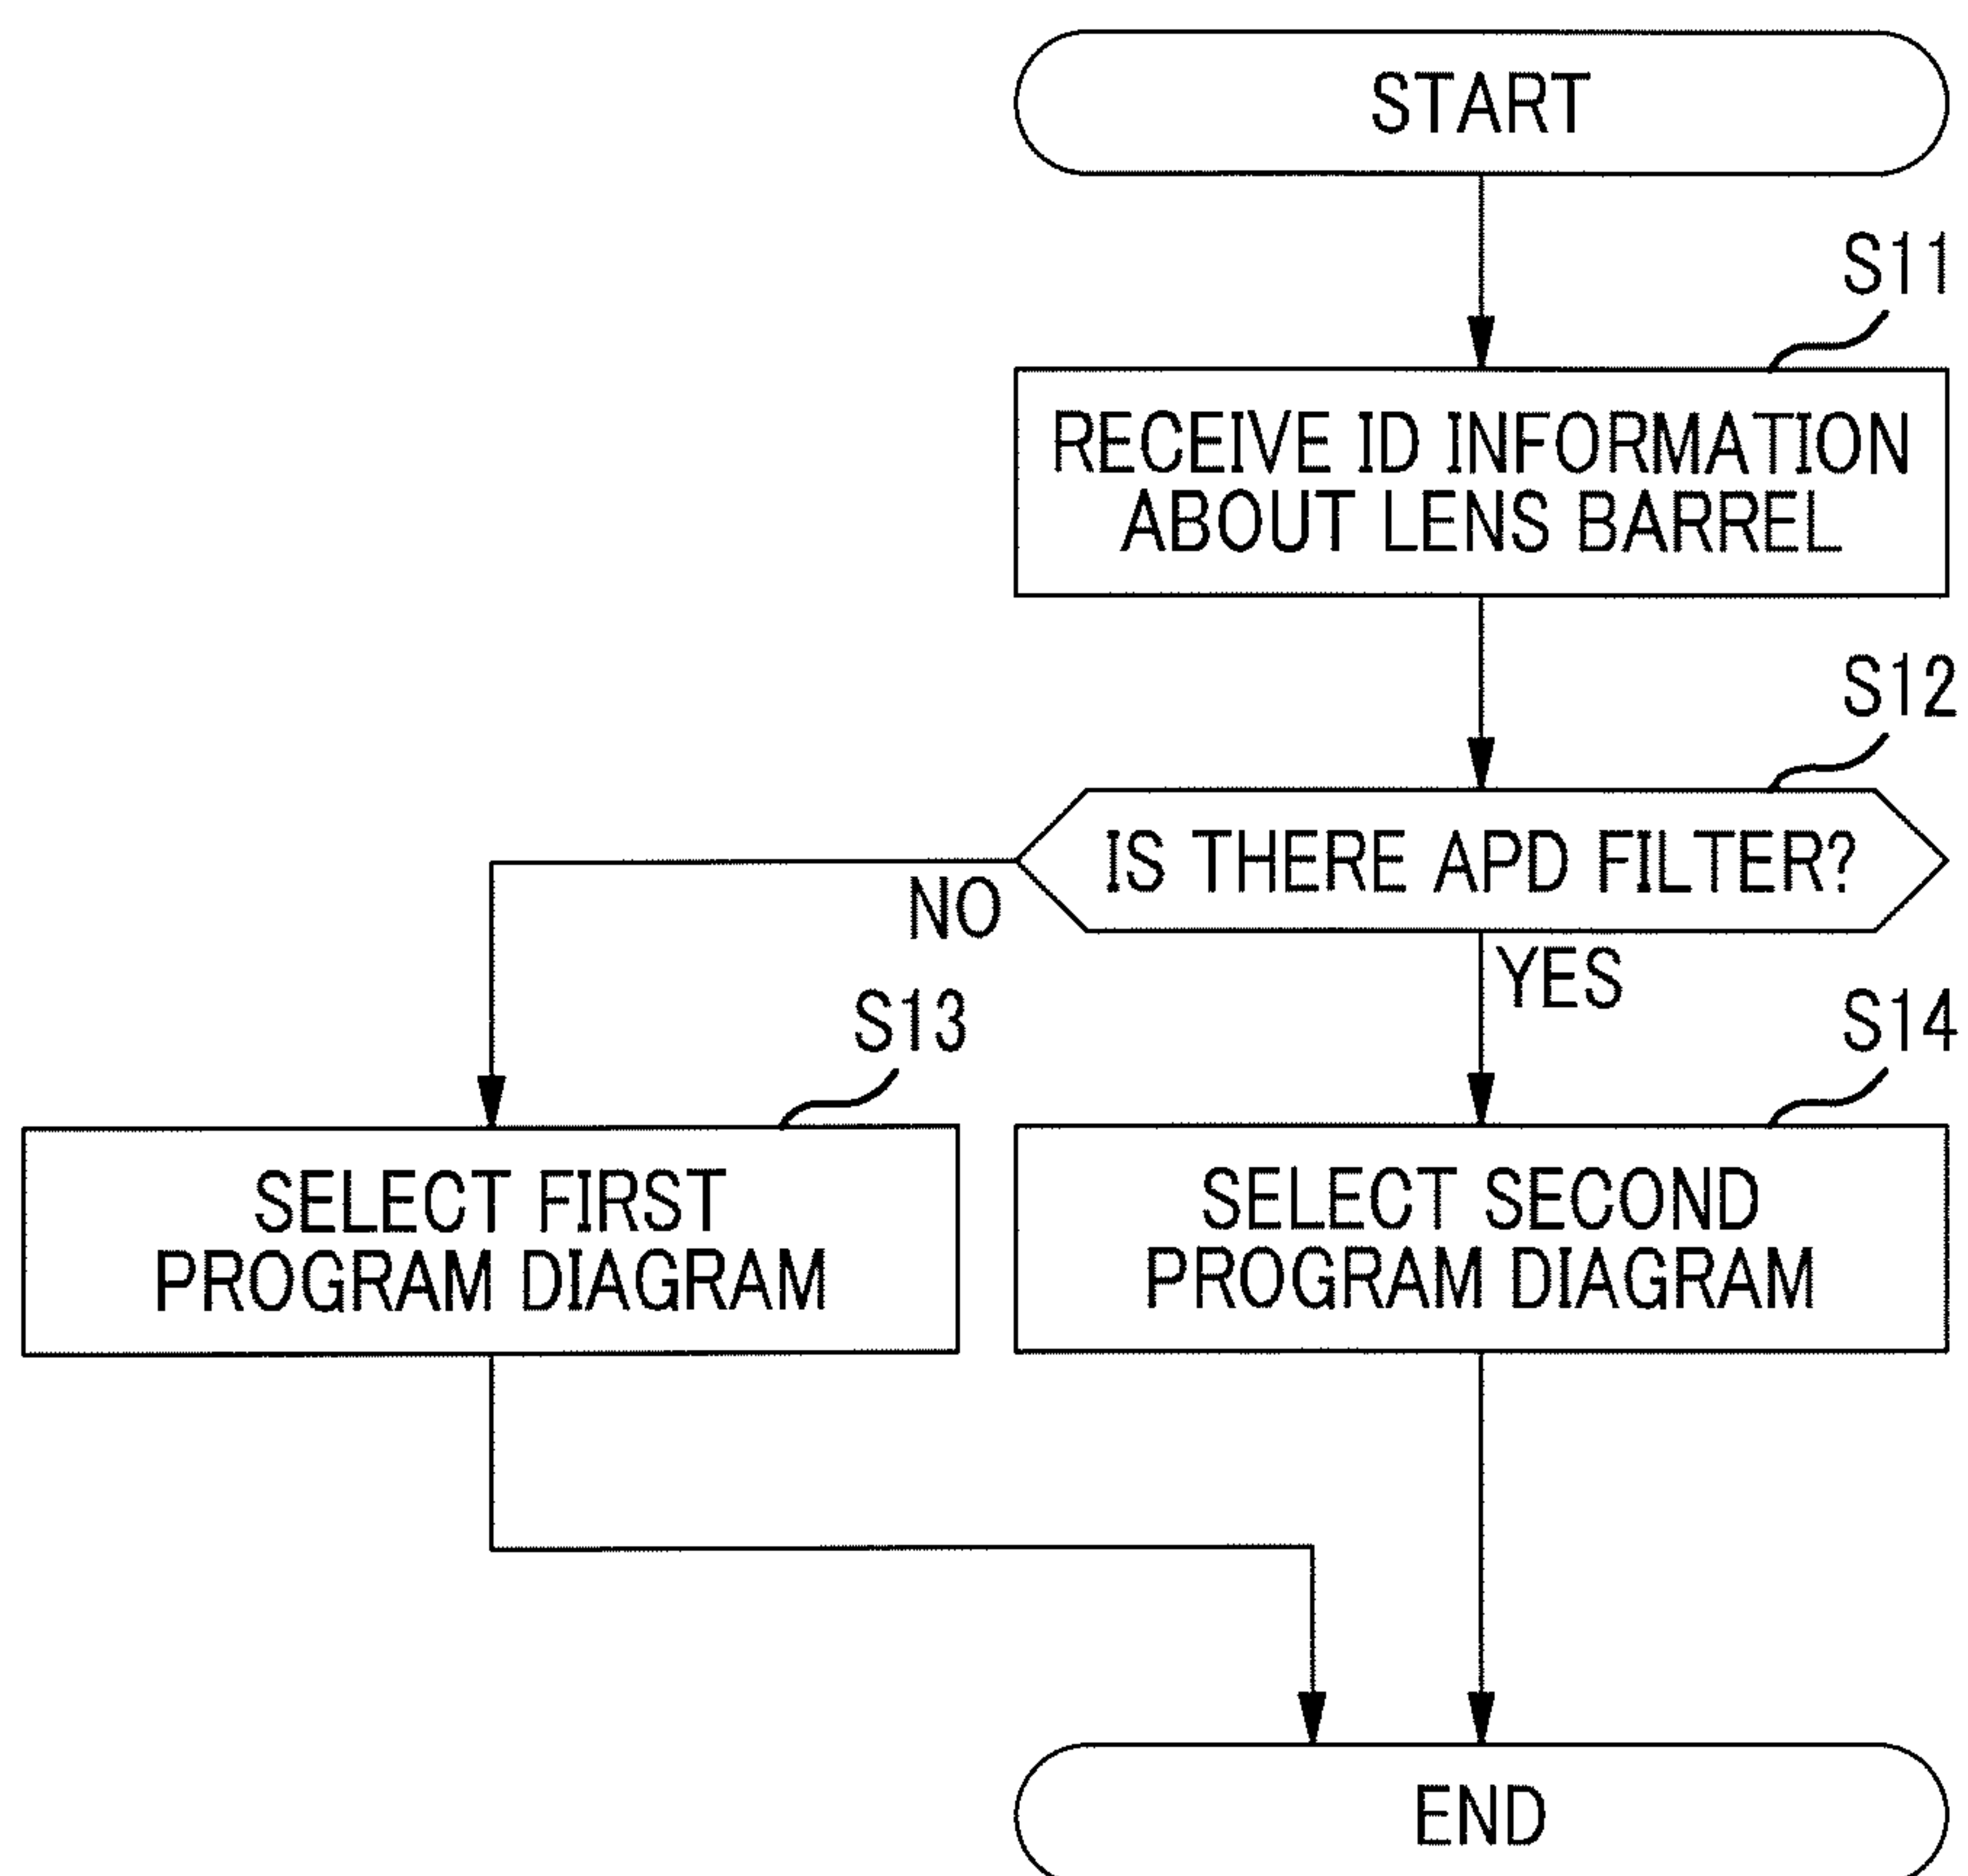 START
S11
RECEIVE ID INFORMATION
ABOUT LENS BARREL
S12
IS THERE APD FILTER?
NO
YES
S13
S14
SELECT FIRST
PROGRAM DIAGRAM
SELECT SECOND
PROGRAM DIAGRAM
END